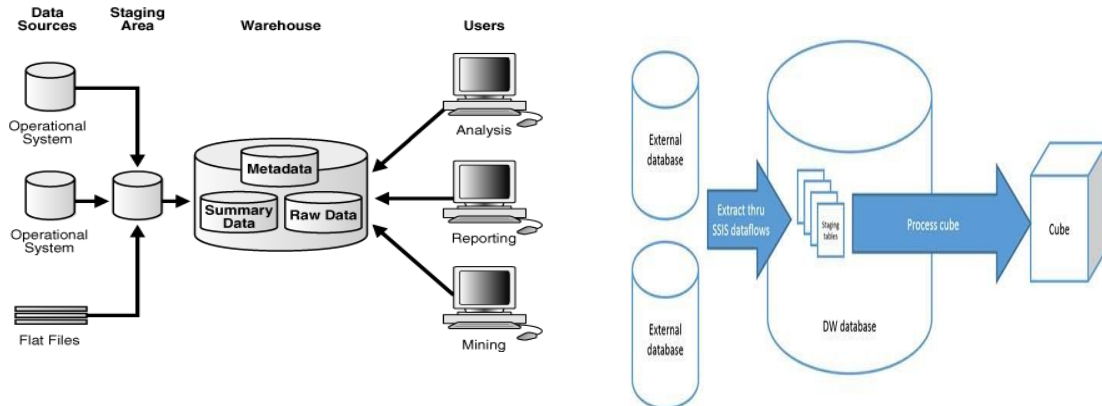 Data
Sources
Staging
Area
Warehouse
Users
Operational
System
Operational
System
Flat Files
Metadata
Summary
Data
Raw Data
Analysis
Reporting
Mining
External
database
External
database
Extract thru
SSIS dataflows
Staging
tables
Process cube
DW database
Cube